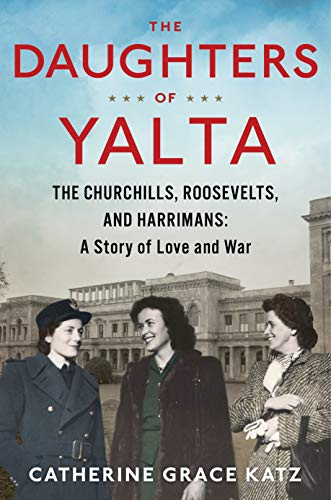 THE
DAUGHTERS
OF
YALTA
THE CHURCHILLS, ROOSEVELTS,
AND HARRIMANS:
A Story of Love and War
CATHERINE GRACE KATZ